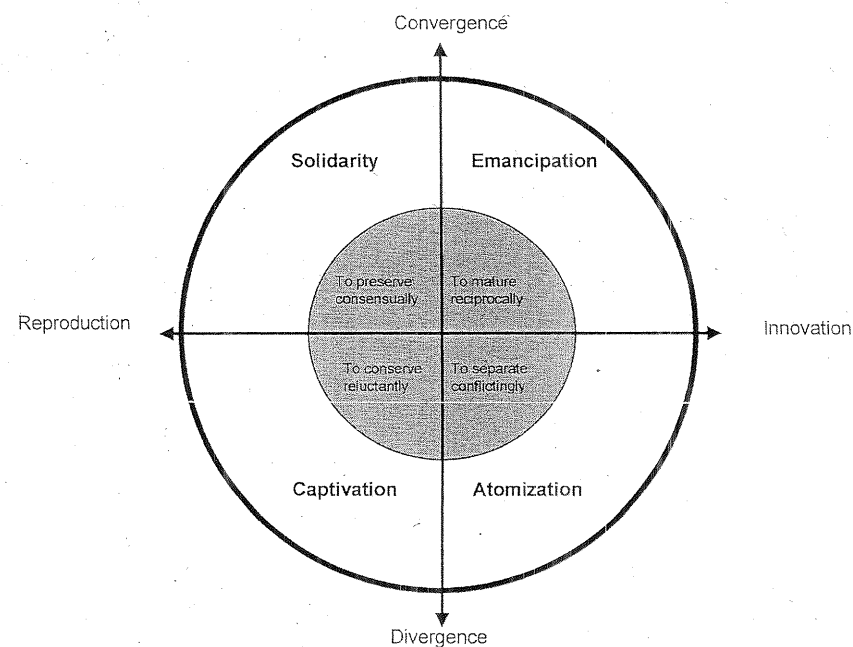 Convergence
Solidarity
Emancipation
To preserve
consensually
To mature
reciprocally
Reproduction
Innovation
To conserve
reluctantly
To separate
conflictingly
Captivation
Atomization
Divergence